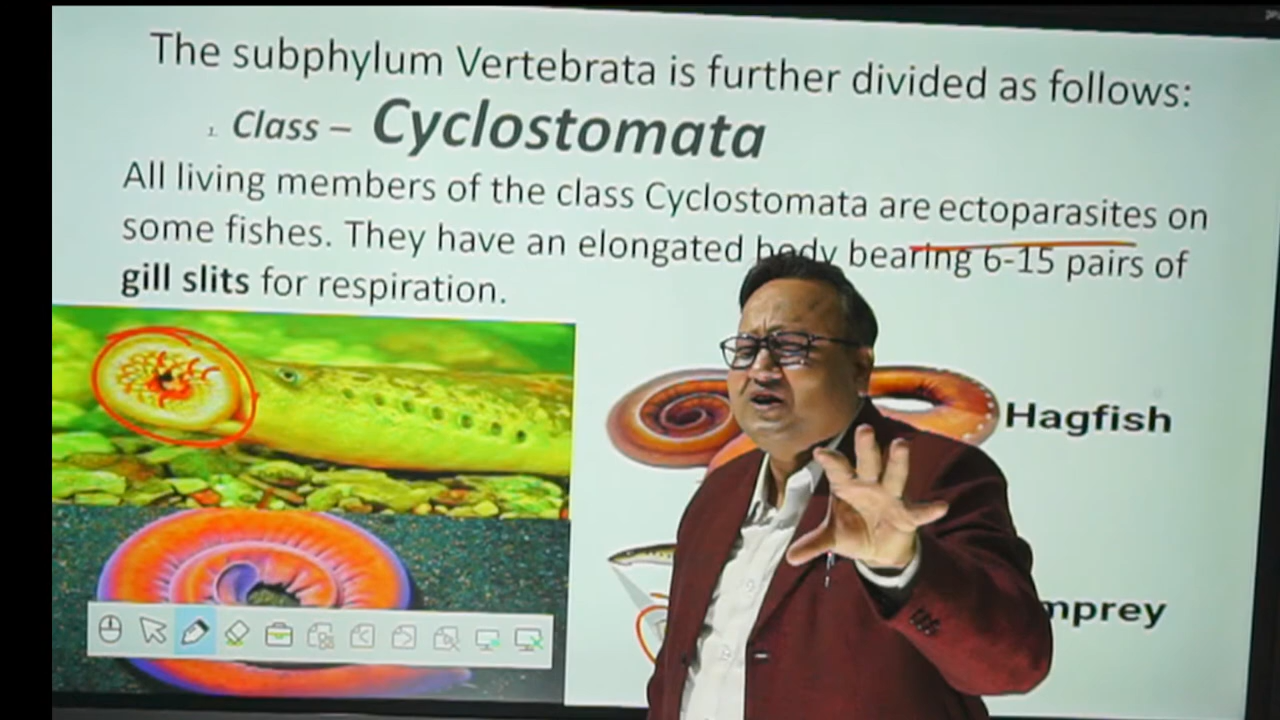 The subphylum Vertebrata is further divided as follows:
1. Class – Cyclostomata
All living members of the class Cyclostomata are ectoparasites on
some fishes. They have an elongated body bearing 6-15 pairs of
gill slits for respiration.
Hagfish
mprey